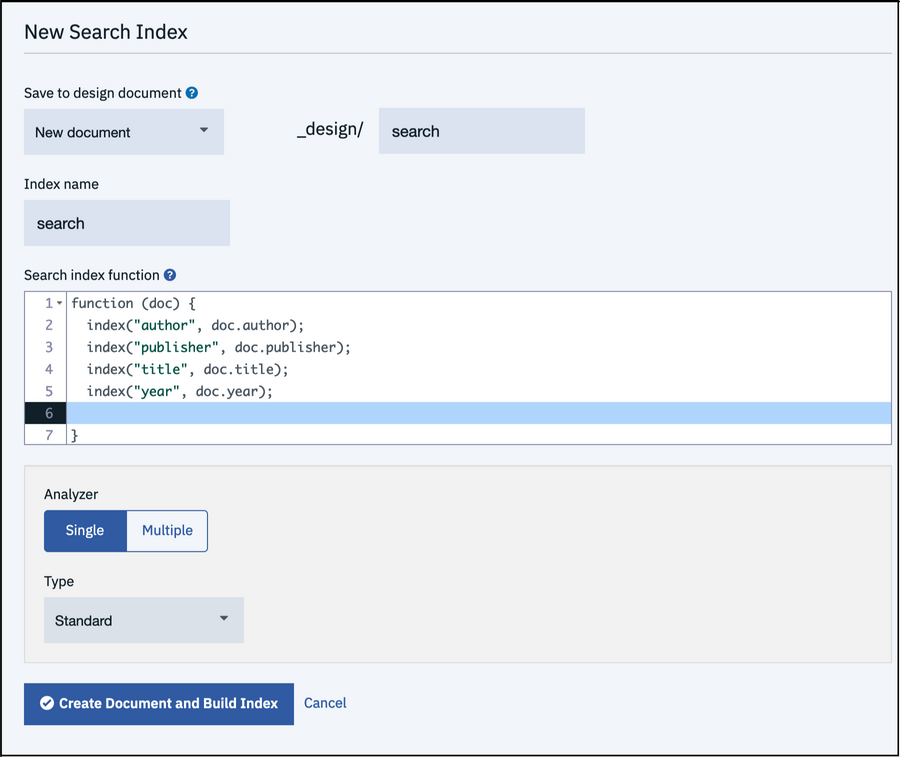 New Search Index
Save to design document ?
New document
_design/ search
Index name
search
Search index function ?
1 function (doc) {
2   index("author", doc.author);
3   index("publisher", doc.publisher);
4   index("title", doc.title);
5   index("year", doc.year);
6
7 }
Analyzer
Single Multiple
Type
Standard
Create Document and Build Index Cancel